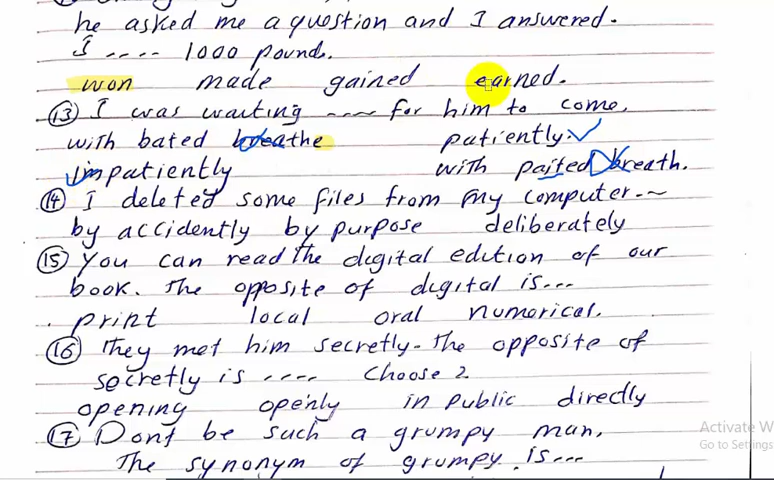 he asked me a question and I answered.
I .... 1000 pounds.
won made gained earned.
(13) I was waiting .... for him to come.
with bated breathe patiently
impatiently with paited breath.
(14) I deleted some files from my computer..
by accidently by purpose deliberately
(15) You can read the digital edition of our
book. The opposite of digital is...
print local oral numerical.
(16) They met him secretly. The opposite of
secretly is .... Choose 2
opening openly in public directly
(17) Dont be such a grumpy man.
The synonym of grumpy is...
Activate W
Go to Settings